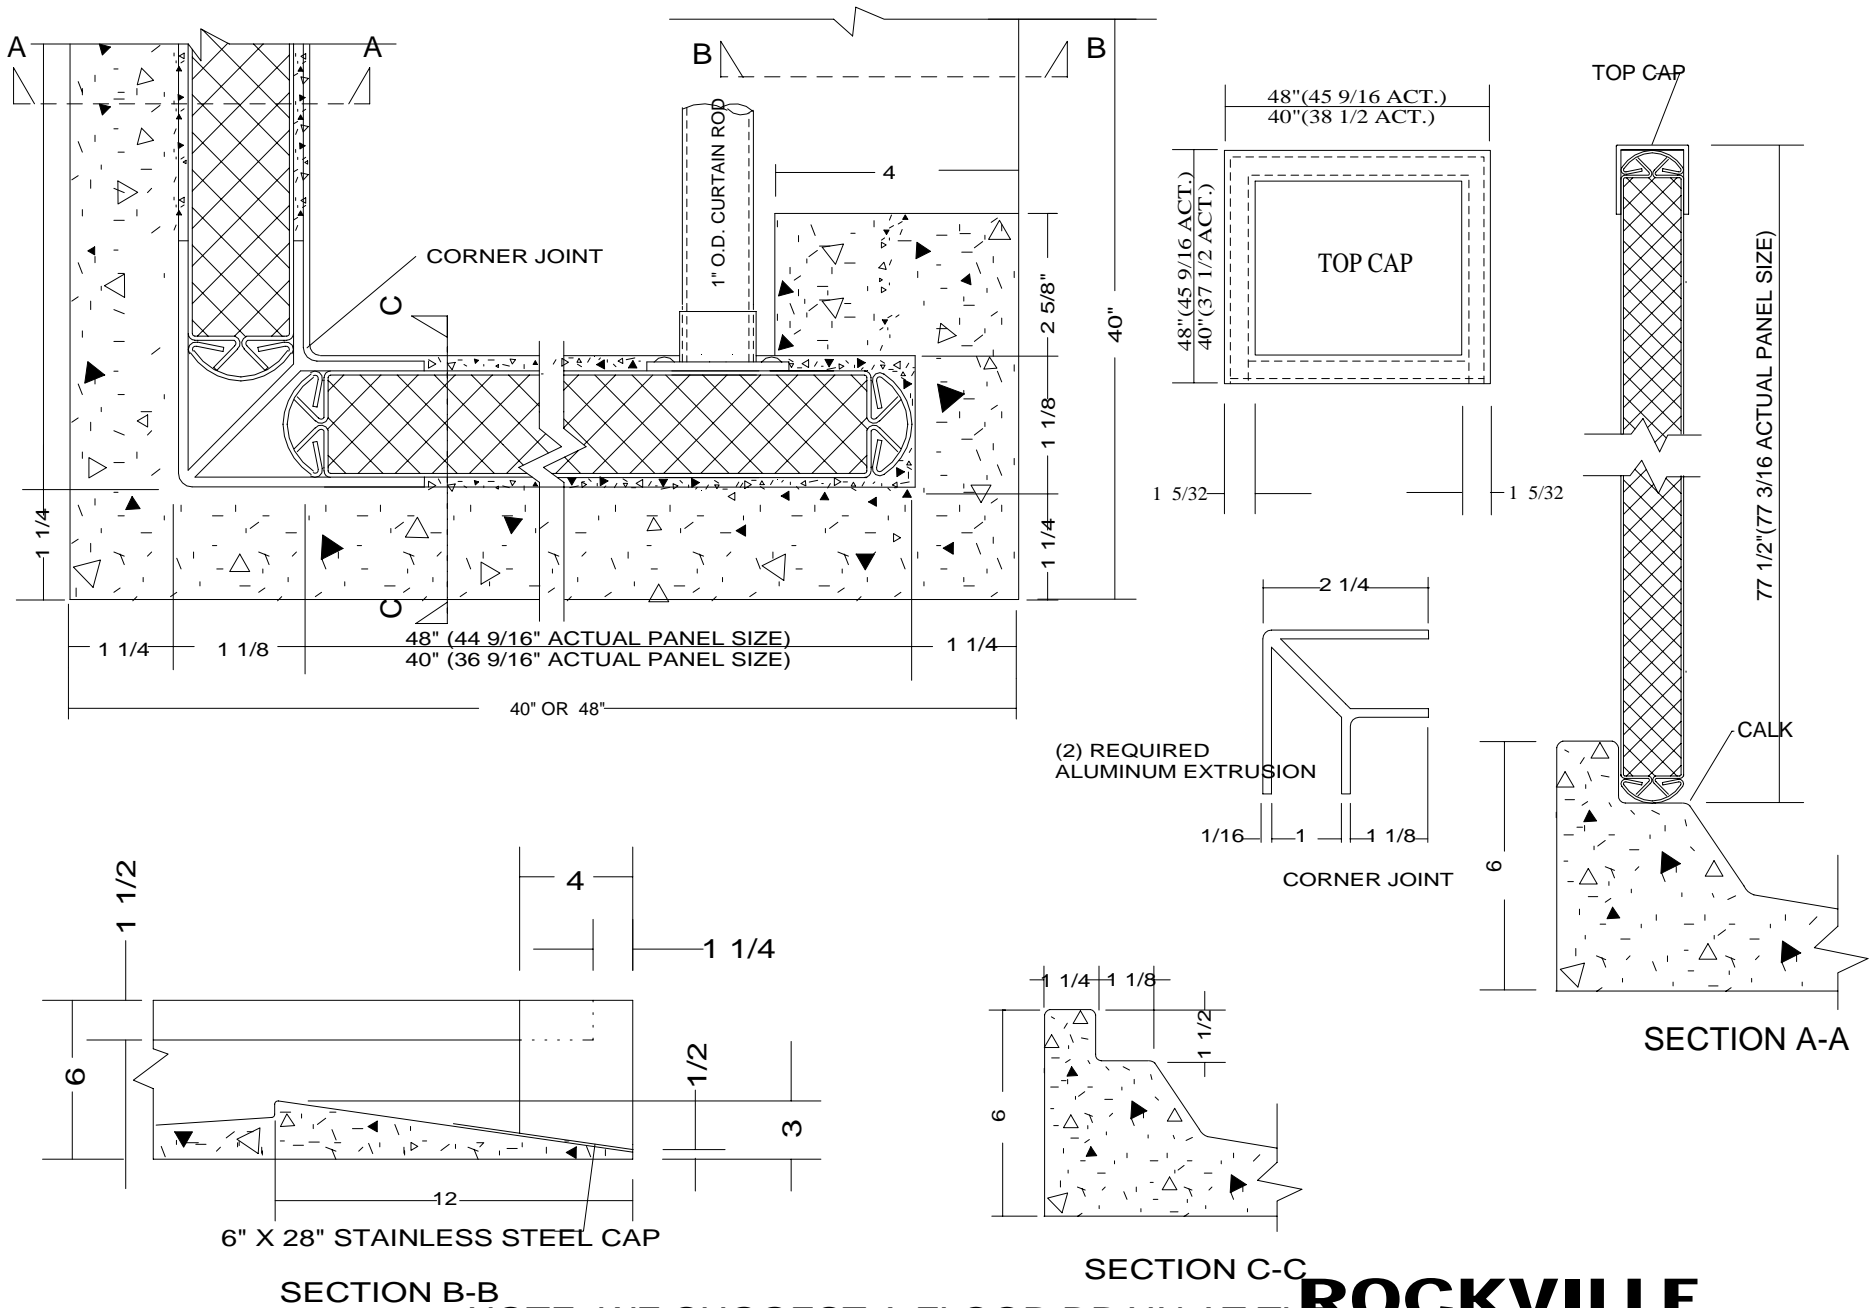 A
A
B
B
1" O.D. CURTAIN ROD
4
CORNER JOINT
C
C
2 5/8"
40"
1 1/8
1 1/4
1 1/4
1 1/4
1 1/8
48" (44 9/16" ACTUAL PANEL SIZE)
40" (36 9/16" ACTUAL PANEL SIZE)
1 1/4
40" OR 48"
48"(45 9/16 ACT.)
40"(38 1/2 ACT.)
48"(45 9/16 ACT.)
40"(37 1/2 ACT.)
TOP CAP
1 5/32
1 5/32
2 1/4
(2) REQUIRED
ALUMINUM EXTRUSION
1/16
1
1 1/8
CORNER JOINT
TOP CAP
77 1/2"(77 3/16 ACTUAL PANEL SIZE)
CALK
6
SECTION A-A
1 1/2
4
1 1/4
6
1/2
3
12
6" X 28" STAINLESS STEEL CAP
SECTION B-B
1 1/4
1 1/8
1 1/2
6
SECTION C-C
ROCKVILLE